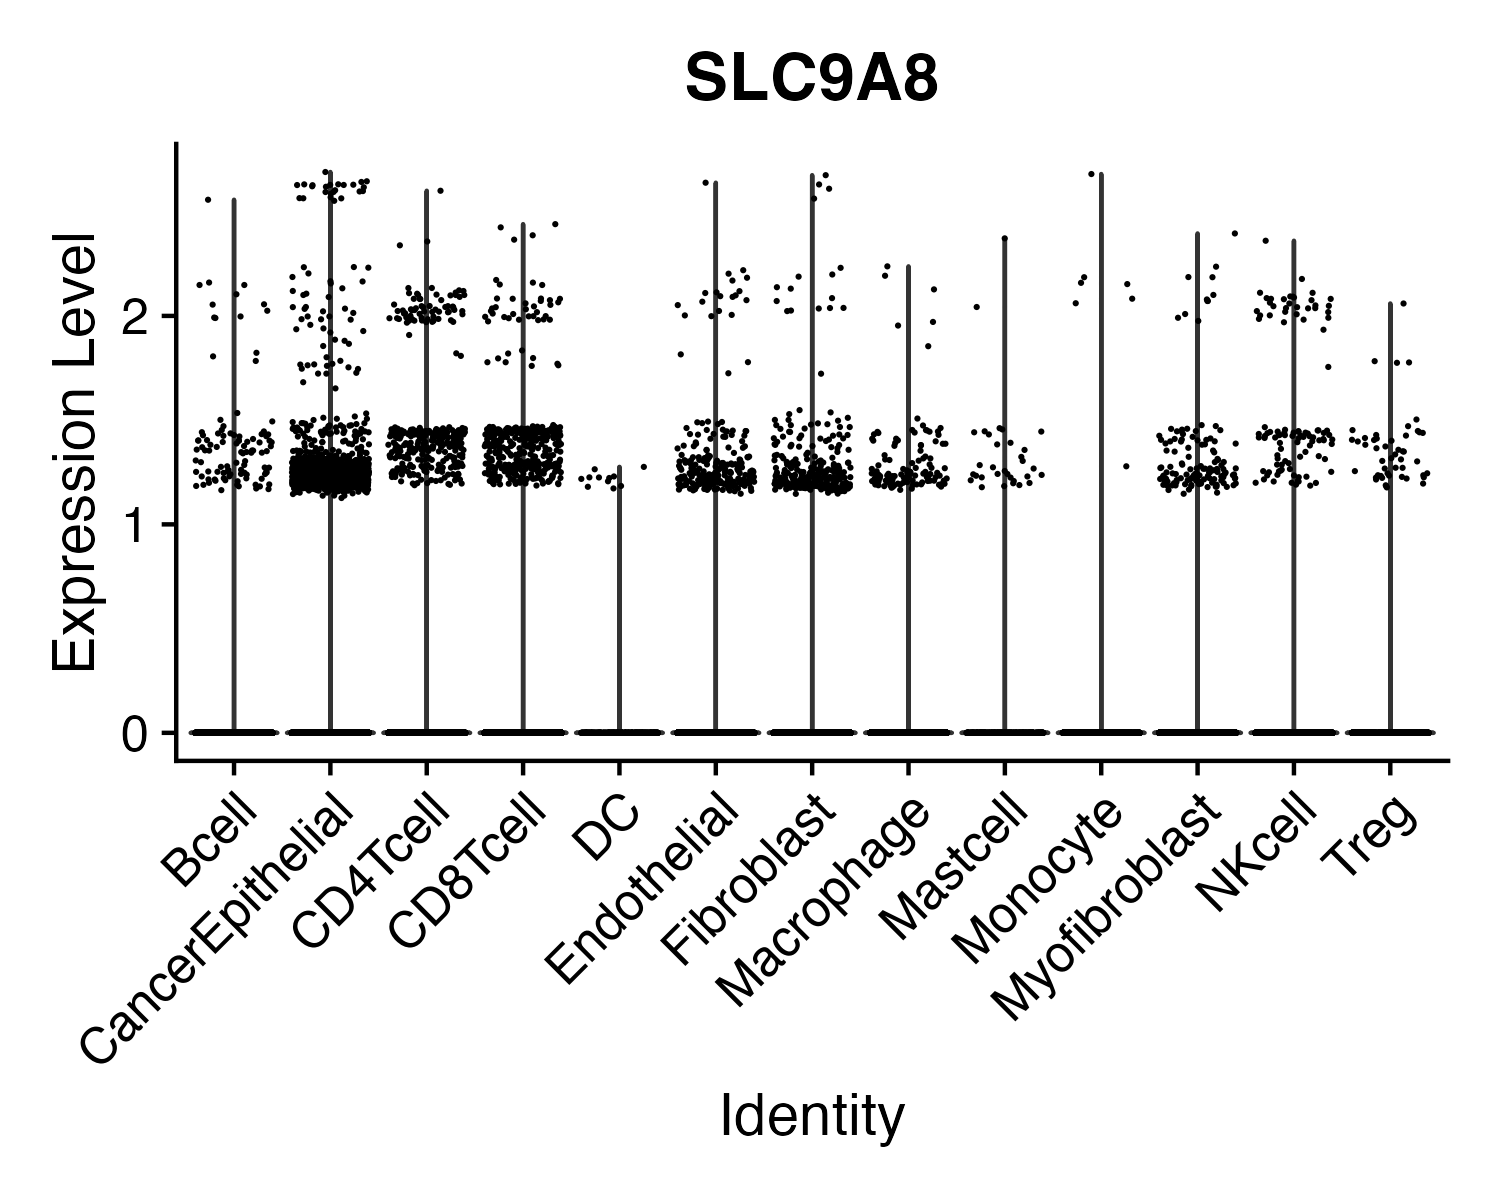 SLC9A8
Expression Level
2
1
0
Bcell
CancerEpithelial
CD4Tcell
CD8Tcell
DC
Endothelial
Fibroblast
Macrophage
Mastcell
Monocyte
Myofibroblast
NKcell
Treg
Identity